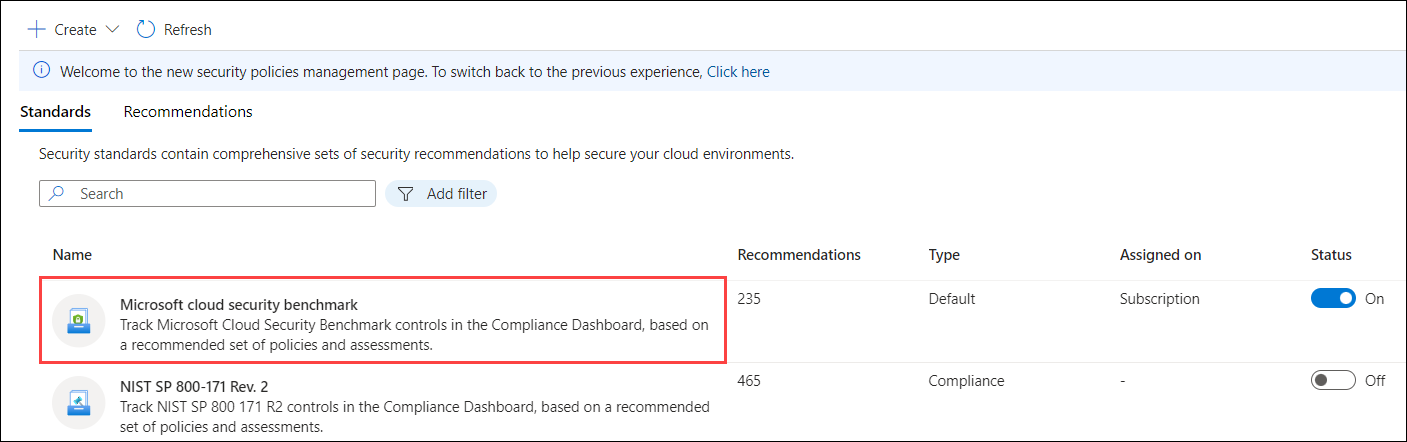 Create Refresh
Welcome to the new security policies management page. To switch back to the previous experience, Click here
Standards Recommendations
Security standards contain comprehensive sets of security recommendations to help secure your cloud environments.
Search Add filter
Name Recommendations Type Assigned on Status
Microsoft cloud security benchmark 235 Default Subscription On
Track Microsoft Cloud Security Benchmark controls in the Compliance Dashboard, based on
a recommended set of policies and assessments.
NIST SP 800-171 Rev. 2 465 Compliance - Off
Track NIST SP 800 171 R2 controls in the Compliance Dashboard, based on a recommended
set of policies and assessments.